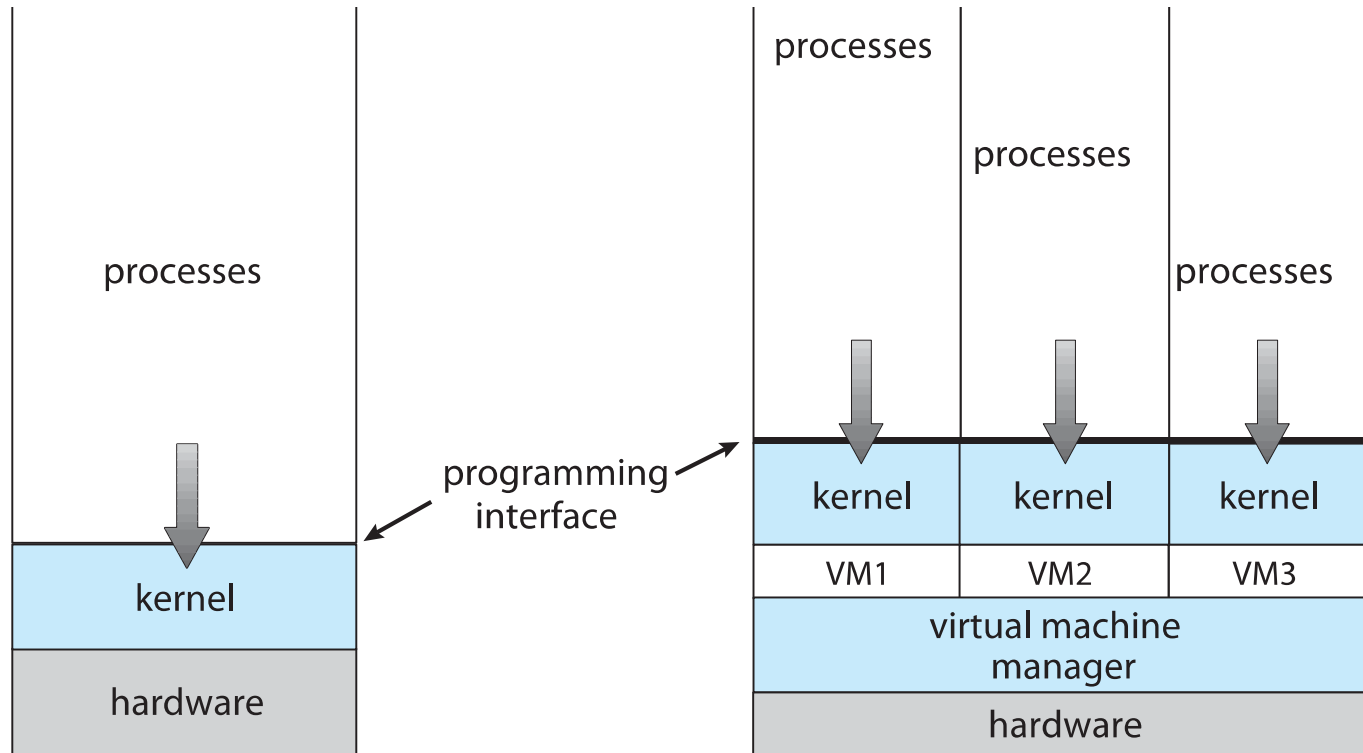 processes
kernel
hardware
programming
interface
processes
processes
processes
kernel
kernel
kernel
VM1
VM2
VM3
virtual machine
manager
hardware